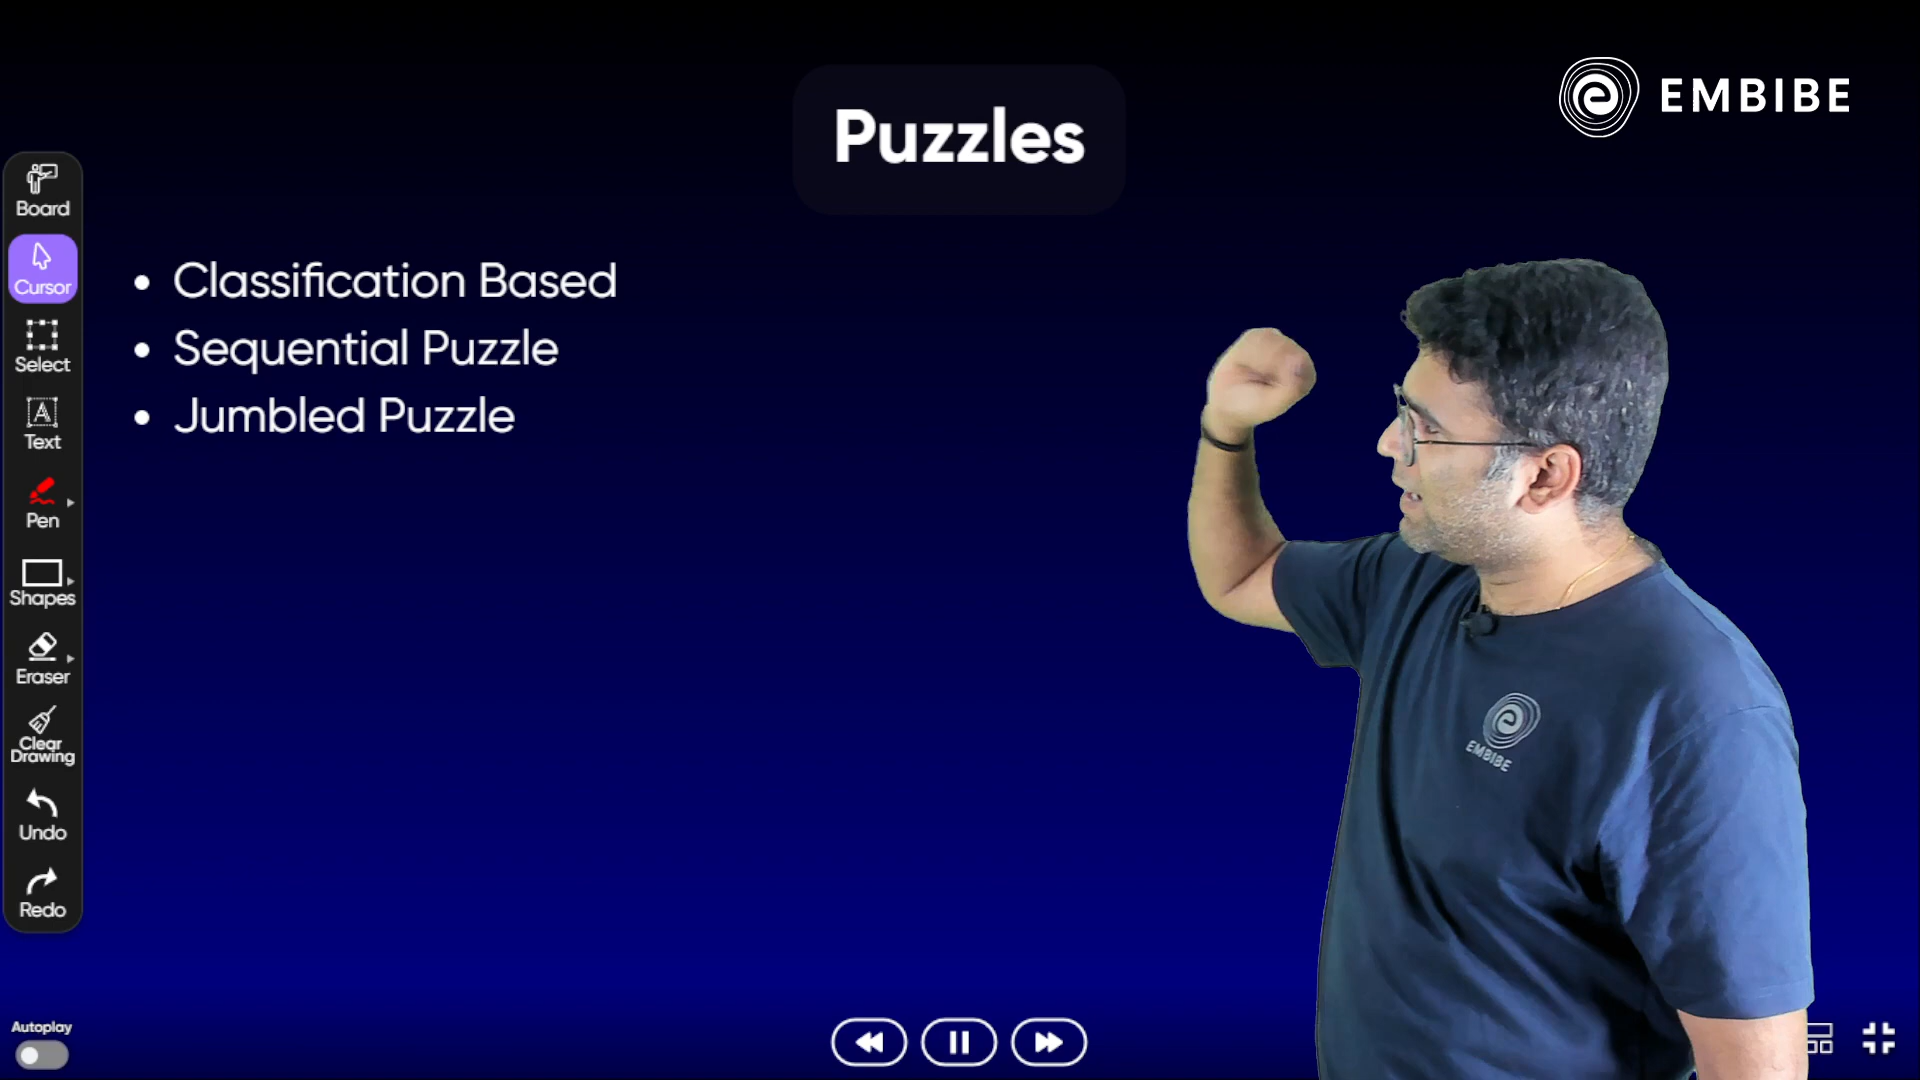 Puzzles
EMBIBE
Board
Cursor
Select
Text
Pen
Shapes
Eraser
Clear
Drawing
Undo
Redo
• Classification Based
• Sequential Puzzle
• Jumbled Puzzle
EMBIBE
Autoplay